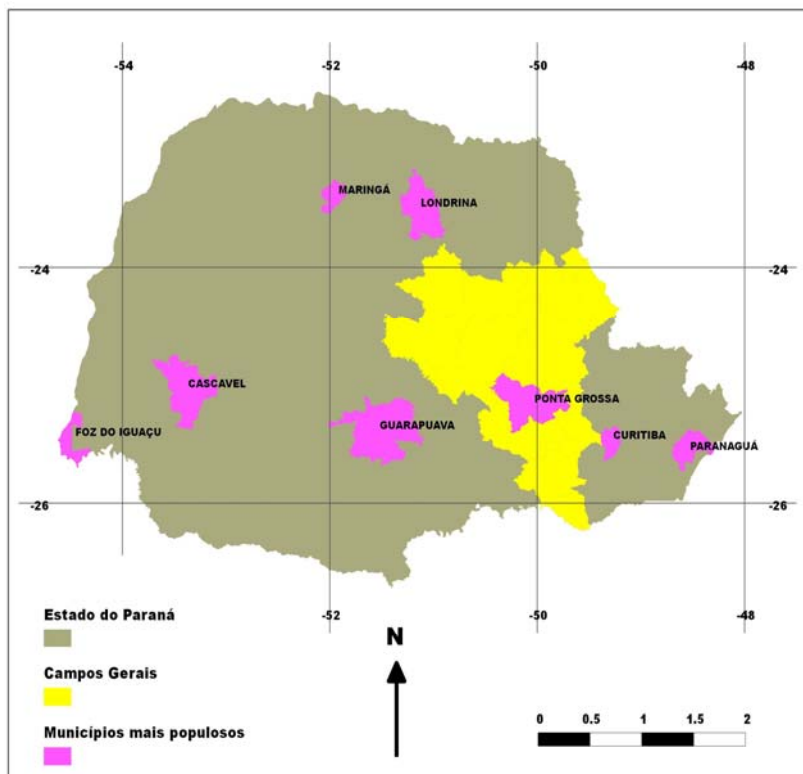 -54 -52 -50 -48
MARINGÁ
LONDRINA
-24 -24
CASCAVEL
PONTA GROSSA
GUARAPUAVA
FOZ DO IGUAÇU
CURITIBA
PARANAGUÁ
-26 -26
-52 -50 -48
Estado do Paraná
N
Campos Gerais
0 0.5 1 1.5 2
Municípios mais populosos